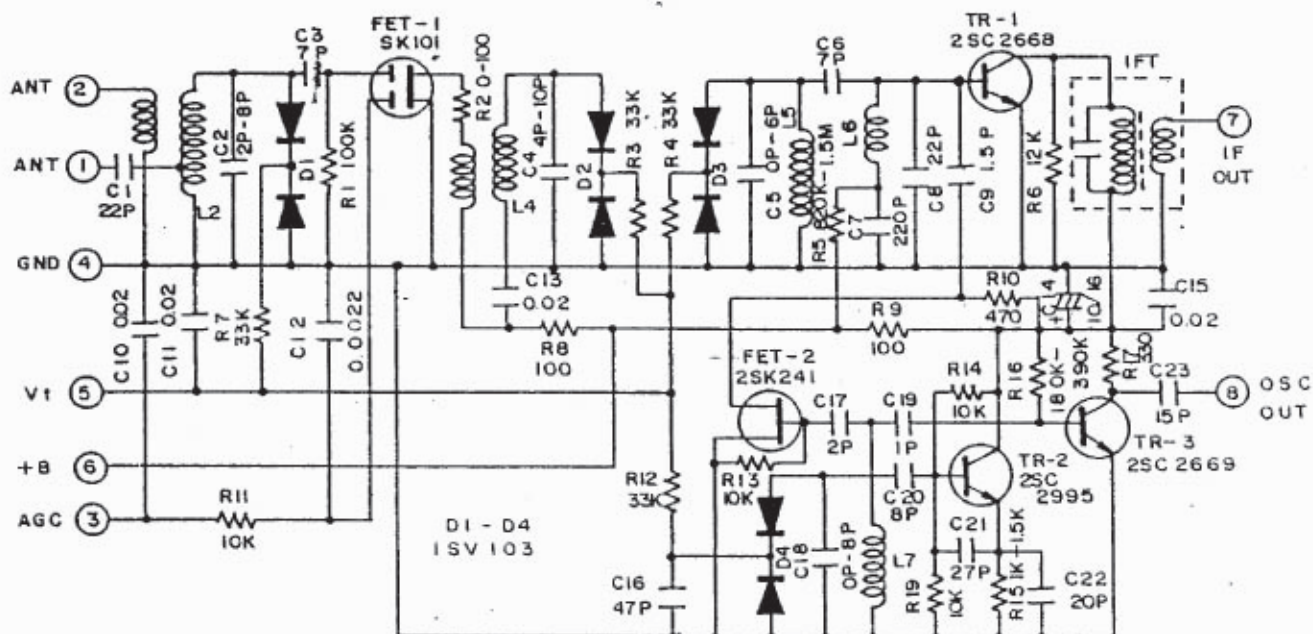 FET-1
SK101
TR-1
2SC2668
C3
7P
C6
7P
IFT
ANT 2
R2 0-100
ANT 1
C1
22P
L2
C2
2P-8P
D1
R1 100K
L4
C4
4P-10P
D2
R3 33K
R4 33K
D3
C5 0P-6P
L5
R5 820K-1.5M
L6
C7
220P
C8 22P
C9 1.5P
R6 12K
7
IF
OUT
GND 4
C10 0.02
C11 0.02
R7
33K
C12
0.022
C13
0.02
R8
100
R9
100
R10
470
10 16
C15
0.02
Vt 5
FET-2
2SK241
C17
2P
C19
1P
R14
10K
R16
180K-
390K
R17
330
C23
15P
8 OSC
OUT
+B 6
TR-3
2SC2669
TR-2
2SC
2995
R12
33K
R13
10K
C20
8P
AGC 3
R11
10K
D1-D4
1SV103
C16
47P
D4
C18
0P-8P
L7
R19
10K
C21
27P
R15 1K-1.5K
C22
20P